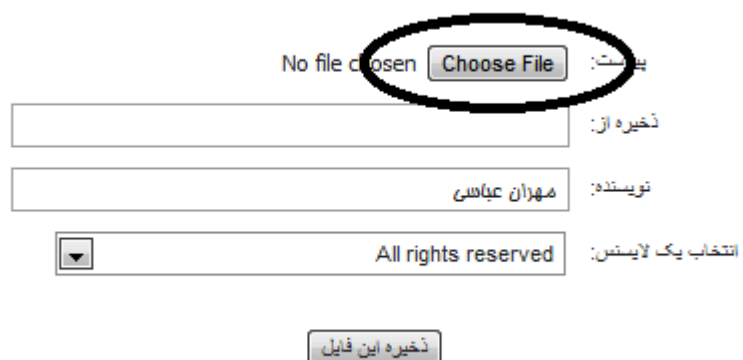 پیوست: Choose File No file chosen
ذخیره از:
نویسنده: مهران عباسی
انتخاب یک لایسنس: All rights reserved
ذخیره این فایل